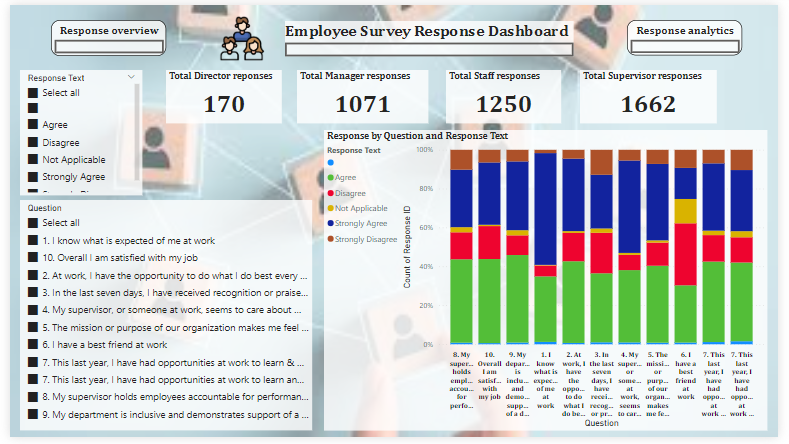 Response overview
Employee Survey Response Dashboard
Response analytics
Response Text
Select all
Agree
Disagree
Not Applicable
Strongly Agree
Total Director reponses
170
Total Manager responses
1071
Total Staff responses
1250
Total Supervisor responses
1662
Question
Select all
1. I know what is expected of me at work
10. Overall I am satisfied with my job
2. At work, I have the opportunity to do what I do best every ...
3. In the last seven days, I have received recognition or praise...
4. My supervisor, or someone at work, seems to care about ...
5. The mission or purpose of our organization makes me feel ...
6. I have a best friend at work
7. This last year, I have had opportunities at work to learn & ...
7. This last year, I have had opportunities at work to learn an...
8. My supervisor holds employees accountable for performan...
9. My department is inclusive and demonstrates support of a ...
Response by Question and Response Text
Response Text
Agree
Disagree
Not Applicable
Strongly Agree
Strongly Disagree
Count of Response ID
100%
80%
60%
40%
20%
0%
8. My super... holds empl... accou... for perfo...
10. Overall I am satisf... with my job
9. My depar... is inclu... and demo... supp... of a d...
1. I know what is expec... of me at work
2. At work, I have the oppo... to do what I do be...
3. In the last seven days, I have recei... recog... or pr...
4. My super... or some... at work, seems to car...
5. The missi... or purp... of our organ... makes me fe...
6. I have a best friend at work
7. This last year, I have had oppo... at work ...
7. This last year, I have had oppo... at work ...
Question